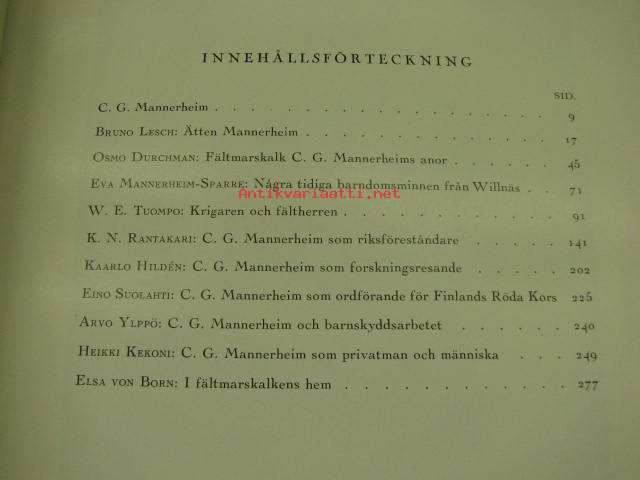 INNEHÅLLSFÖRTECKNING
SID.
C. G. Mannerheim . . . . . . . . . . . . . . . . . 9
Bruno Lesch: Ätten Mannerheim . . . . . . . . . . . . 17
Osmo Durchman: Fältmarskalk C. G. Mannerheims anor . . . . . 45
Eva Mannerheim-Sparre: Några tidiga barndomsminnen från Willnäs . . 71
Antikvariaatti.net
W. E. Tuompo: Krigaren och fältherren . . . . . . . . . . 91
K. N. Rantakari: C. G. Mannerheim som riksföreståndare . . . . . 141
Kaarlo Hildén: C. G. Mannerheim som forskningsresande . . . . . 202
Eino Suolahti: C. G. Mannerheim som ordförande för Finlands Röda Kors 225
Arvo Ylppö: C. G. Mannerheim och barnskyddsarbetet . . . . . . 240
Heikki Kekoni: C. G. Mannerheim som privatman och människa . . . 249
Elsa von Born: I fältmarskalkens hem . . . . . . . . . . . 277